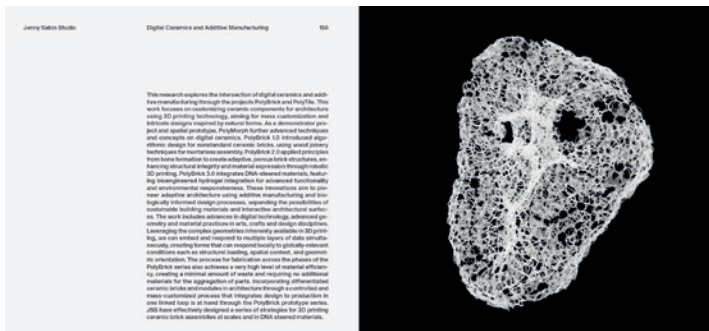 Jenny Sabin Studio
Digital Ceramics and Additive Manufacturing
156
This research explores the intersection of digital ceramics and addi-
tive manufacturing through the projects PolyBrick and PolyTile. This
work focuses on customizing ceramic components for architecture
using 3D printing technology, aiming for mass customization and
intricate designs inspired by natural forms. As a demonstrator pro-
ject and spatial prototype, PolyMorph further advanced techniques
and concepts on digital ceramics. PolyBrick 1.0 introduced algo-
rithmic design for nonstandard ceramic bricks, using wood joinery
techniques for mortarless assembly. PolyBrick 2.0 applied principles
from bone formation to create adaptive, porous brick structures, en-
hancing structural integrity and material expression through robotic
3D printing. PolyBrick 3.0 integrates DNA-steered materials, featur-
ing bioengineered hydrogel integration for advanced functionality
and environmental responsiveness. These innovations aim to pio-
neer adaptive architecture using additive manufacturing and bio-
logically informed design processes, expanding the possibilities of
sustainable building materials and interactive architectural surfac-
es. The work includes advances in digital technology, advanced ge-
ometry and material practices in arts, crafts and design disciplines.
Leveraging the complex geometries inherently available in 3D print-
ing, we can embed and respond to multiple layers of data simulta-
neously, creating forms that can respond locally to globally-relevant
conditions such as structural loading, spatial context, and geomet-
ric orientation. The process for fabrication across the phases of the
PolyBrick series also achieves a very high level of material efficien-
cy, creating a minimal amount of waste and requiring no additional
materials for the aggregation of parts. Incorporating differentiated
ceramic bricks and modules in architecture through a controlled and
mass-customized process that integrates design to production in
one linked loop is at hand through the PolyBrick prototype series.
JSS have effectively designed a series of strategies for 3D printing
ceramic brick assemblies at scales and in DNA steered materials.